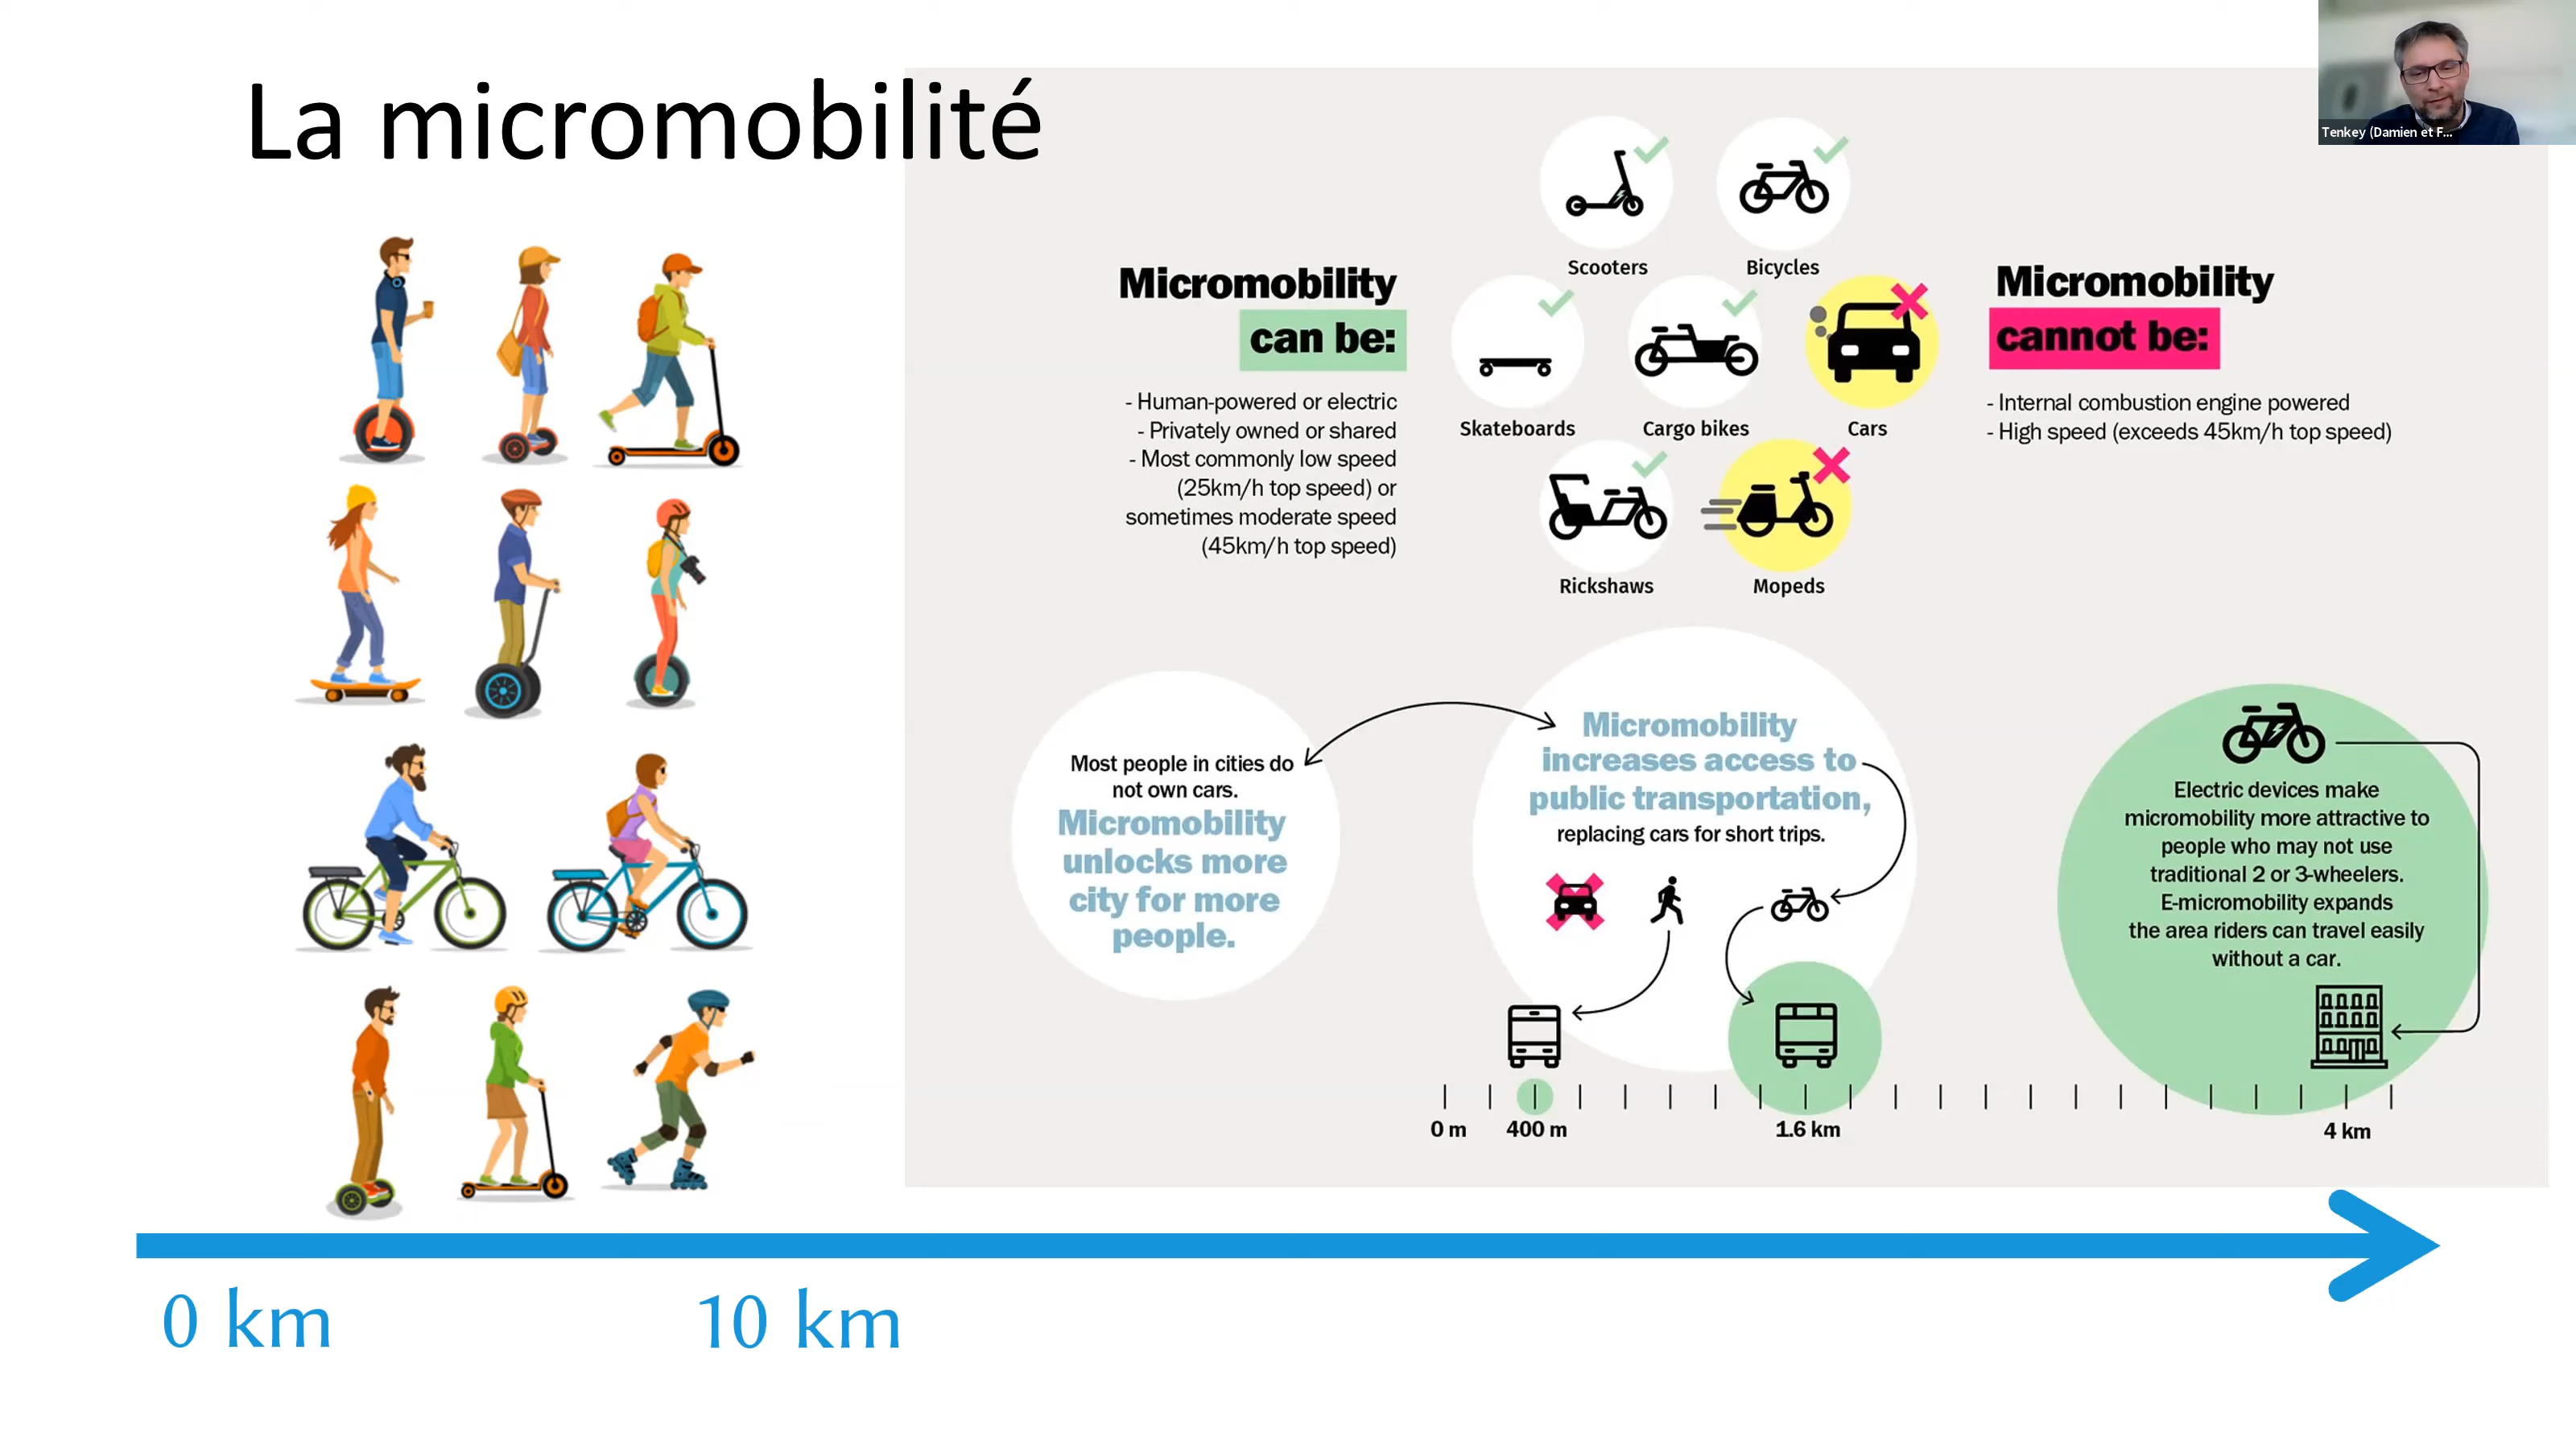 La micromobilité
Tenkey (Damien et F...
Micromobility
can be:
- Human-powered or electric
- Privately owned or shared
- Most commonly low speed
(25km/h top speed) or
sometimes moderate speed
(45km/h top speed)
Scooters
Bicycles
Skateboards
Cargo bikes
Cars
Rickshaws
Mopeds
Micromobility
cannot be:
- Internal combustion engine powered
- High speed (exceeds 45km/h top speed)
Most people in cities do
not own cars.
Micromobility
unlocks more
city for more
people.
Micromobility
increases access to
public transportation,
replacing cars for short trips.
Electric devices make
micromobility more attractive to
people who may not use
traditional 2 or 3-wheelers.
E-micromobility expands
the area riders can travel easily
without a car.
0 m
400 m
1.6 km
4 km
0 km
10 km